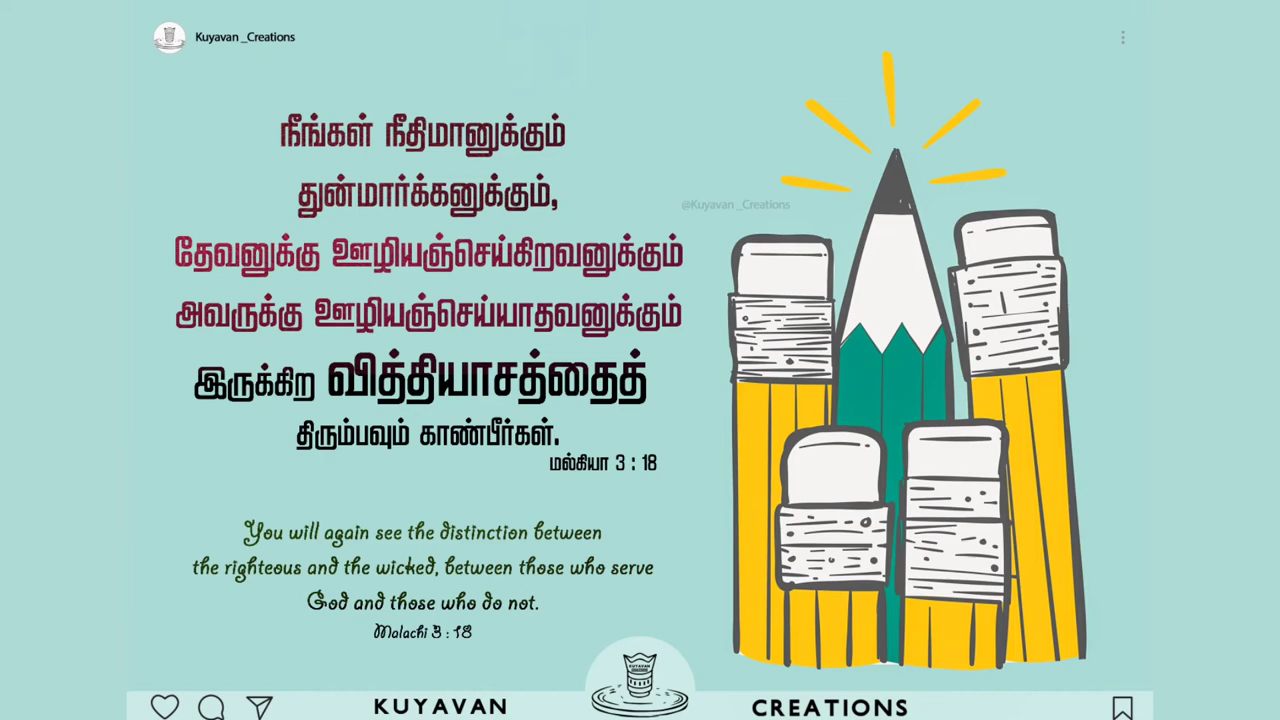 Kuyavan _Creations
நீங்கள் நீதிமானுக்கும்
துன்மார்க்கனுக்கும்,
தேவனுக்கு ஊழியஞ்செய்கிறவனுக்கும்
அவருக்கு ஊழியஞ்செய்யாதவனுக்கும்
இருக்கிற வித்தியாசத்தைத்
திரும்பவும் காண்பீர்கள்.
மல்கியா 3 : 18
@Kuyavan _Creations
You will again see the distinction between
the righteous and the wicked, between those who serve
God and those who do not.
Malachi 3 : 18
KUYAVAN CREATIONS